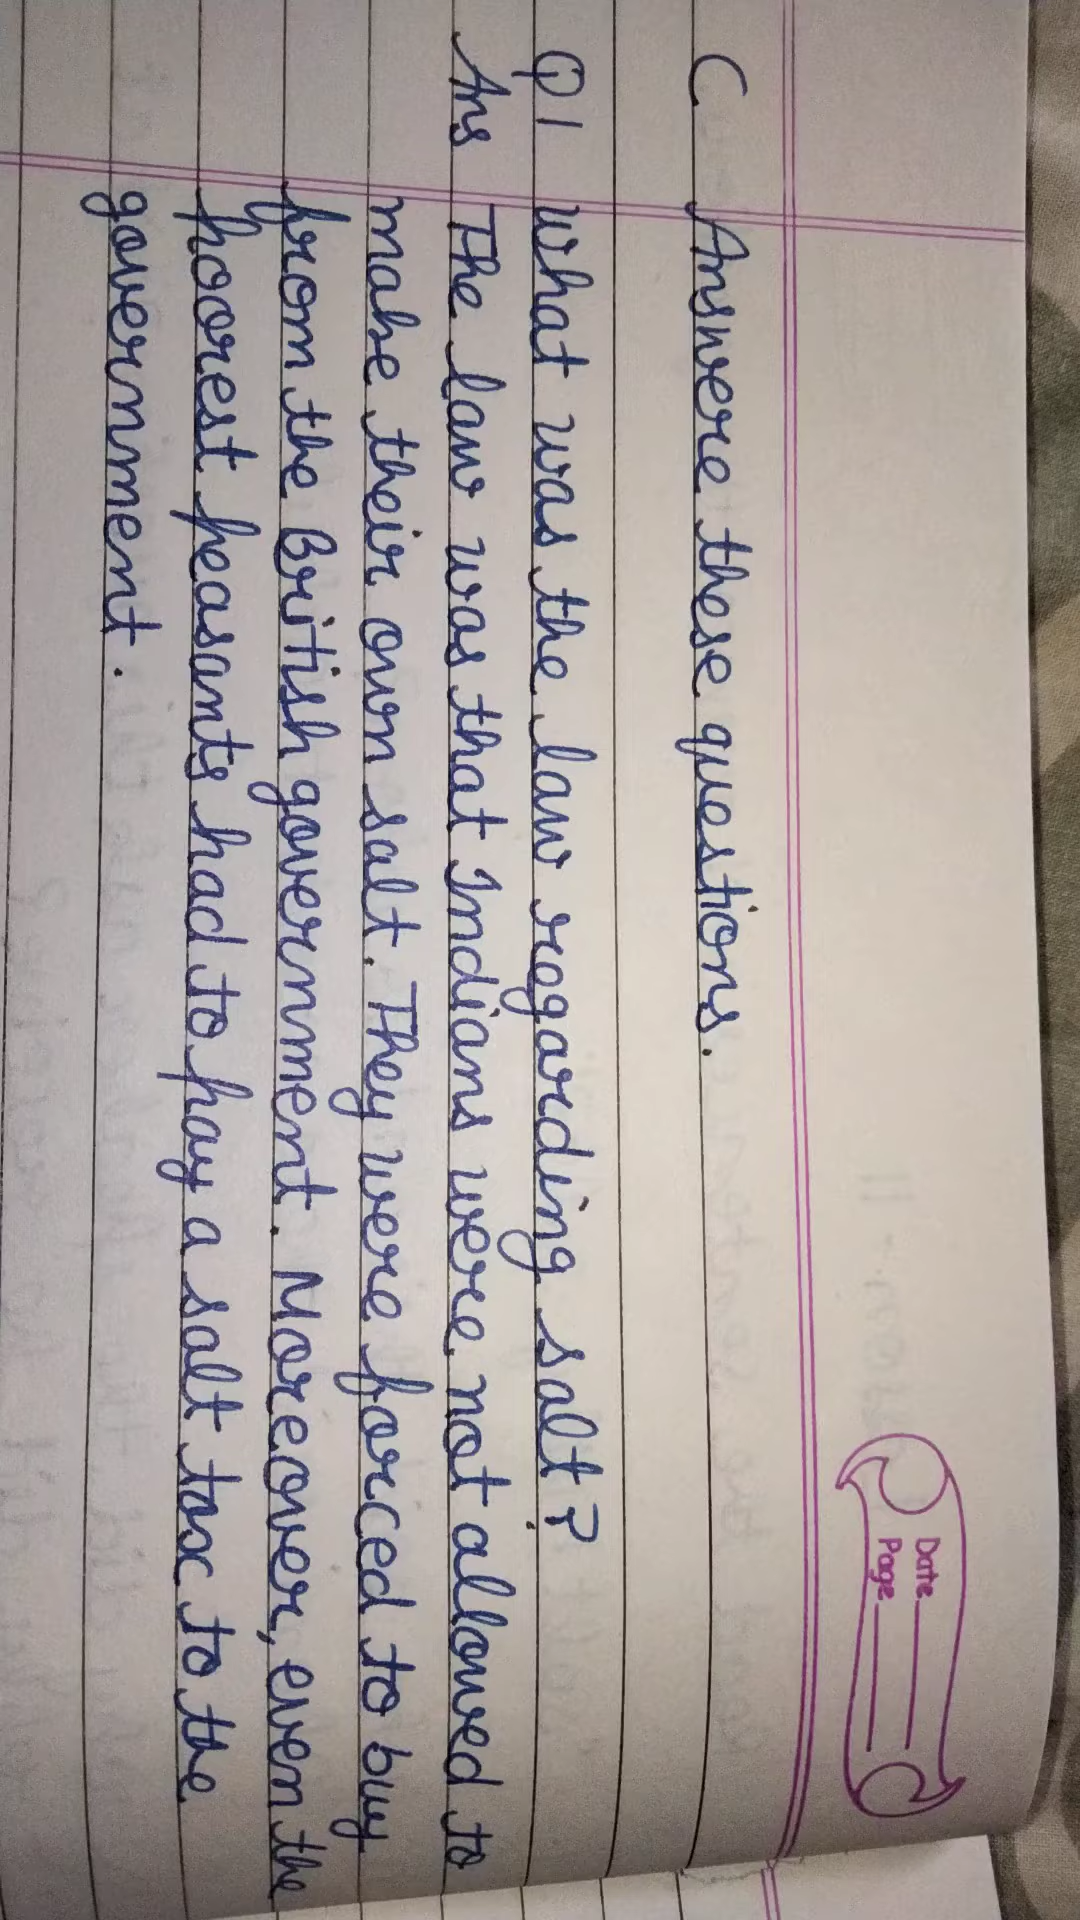 Date
Page
C Answere these questions.
Q1 what was the law regarding salt?
Ans The law was that Indians were not allowed to
make their own salt. They were forced to buy
from the British government. Moreover, even the
poorest peasants had to pay a salt tax to the
government.